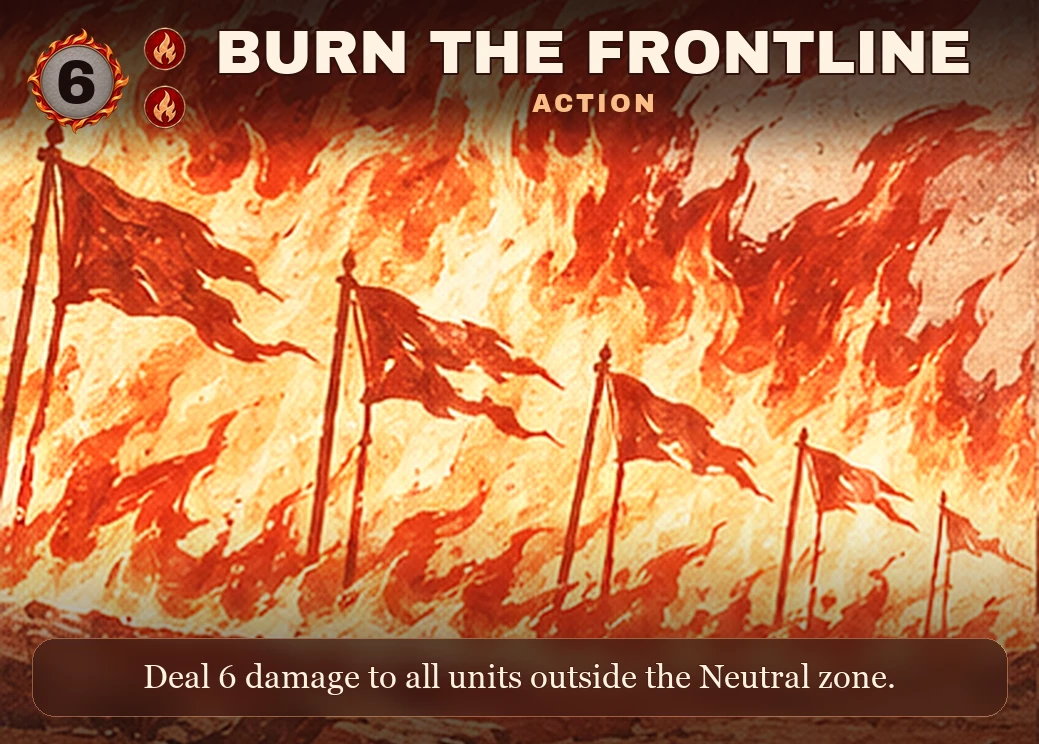 6
BURN THE FRONTLINE
ACTION
Deal 6 damage to all units outside the Neutral zone.